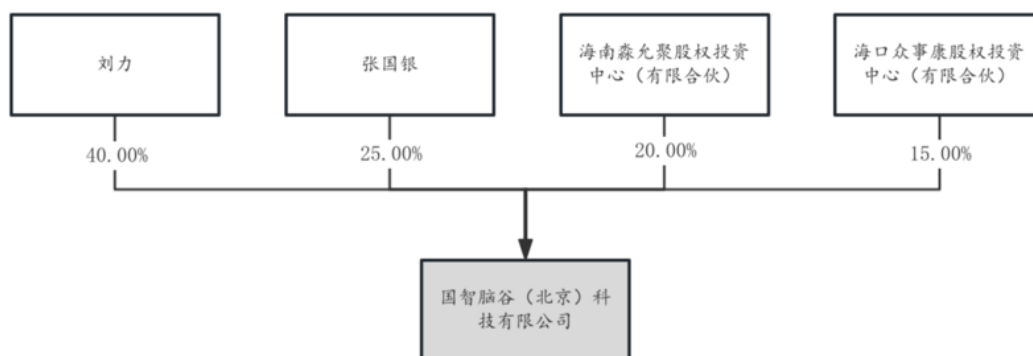 刘力
张国银
海南淼允聚股权投资
中心（有限合伙）
海口众事康股权投资
中心（有限合伙）
40.00%
25.00%
20.00%
15.00%
国智脑谷（北京）科
技有限公司